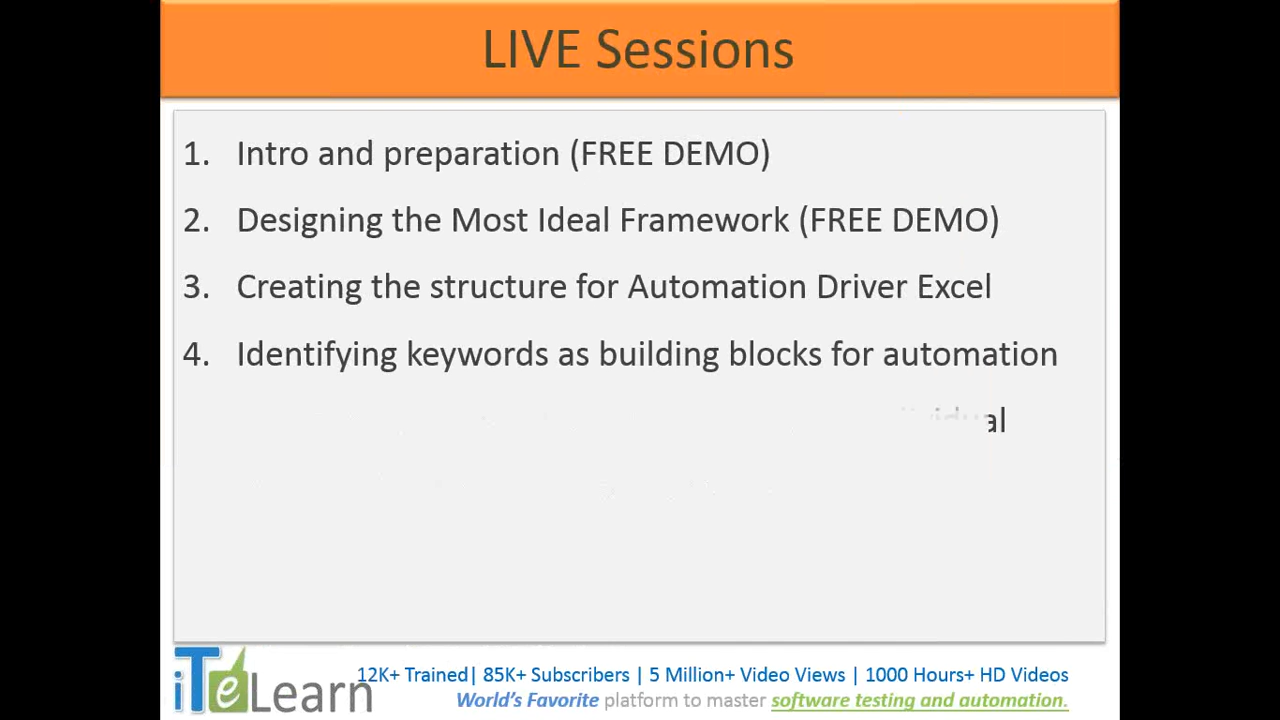 LIVE Sessions
1. Intro and preparation (FREE DEMO)
2. Designing the Most Ideal Framework (FREE DEMO)
3. Creating the structure for Automation Driver Excel
4. Identifying keywords as building blocks for automation
iTeLearn
12K+ Trained| 85K+ Subscribers | 5 Million+ Video Views | 1000 Hours+ HD Videos
World's Favorite platform to master software testing and automation.